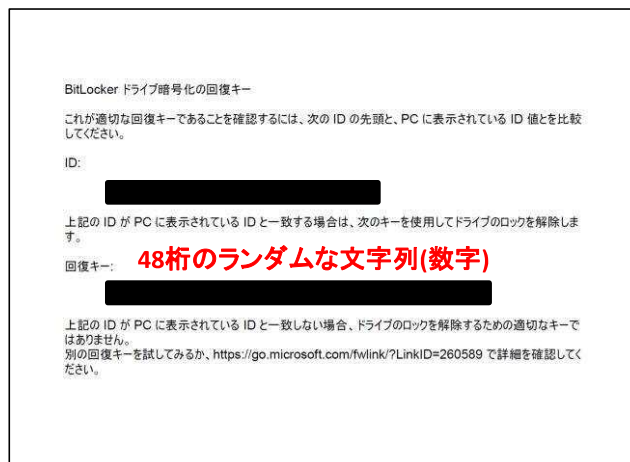 BitLocker ドライブ暗号化の回復キー
これが適切な回復キーであることを確認するには、次の ID の先頭と、PC に表示されている ID 値とを比較
してください。
ID:
上記の ID が PC に表示されている ID と一致する場合は、次のキーを使用してドライブのロックを解除しま
す。
48桁のランダムな文字列(数字)
回復キー:
上記の ID が PC に表示されている ID と一致しない場合、ドライブのロックを解除するための適切なキーで
はありません。
別の回復キーを試してみるか、https://go.microsoft.com/fwlink/?LinkID=260589 で詳細を確認してく
ださい。